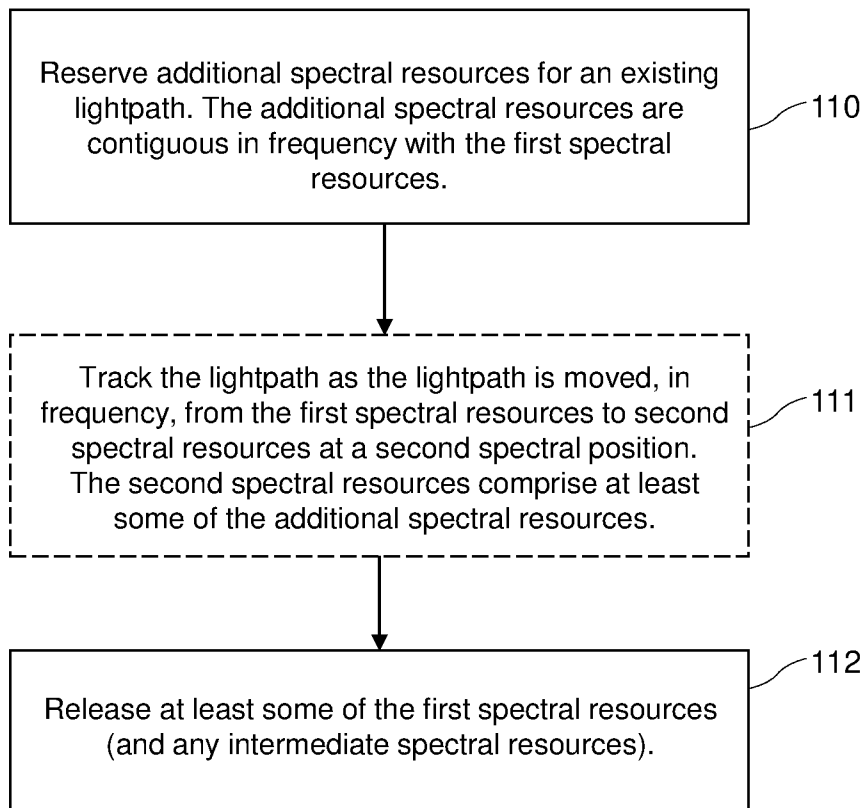 Reserve additional spectral resources for an existing
lightpath. The additional spectral resources are
contiguous in frequency with the first spectral
resources.
110
Track the lightpath as the lightpath is moved, in
frequency, from the first spectral resources to second
spectral resources at a second spectral position.
The second spectral resources comprise at least
some of the additional spectral resources.
111
Release at least some of the first spectral resources
(and any intermediate spectral resources).
112